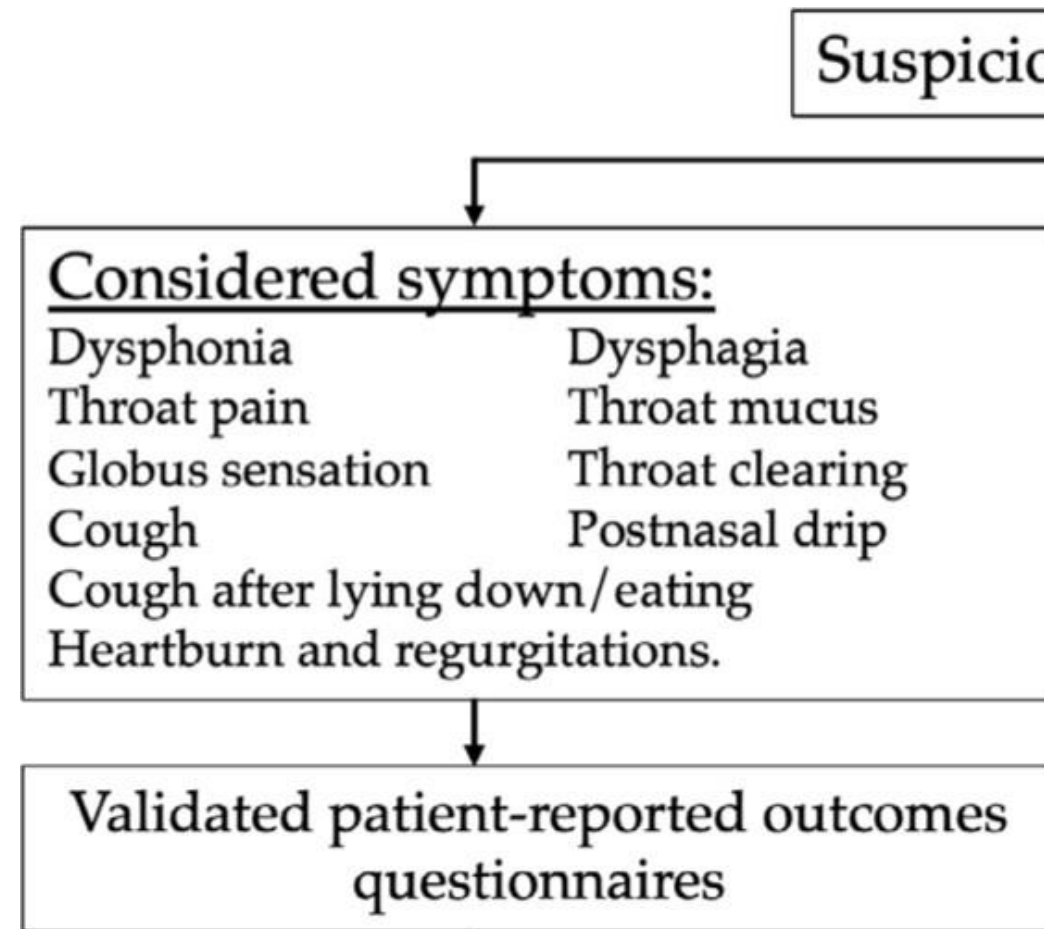 Considered symptoms:
Dysphonia Dysphagia
Throat pain Throat mucus
Globus sensation Throat clearing
Cough Postnasal drip
Cough after lying down/eating
Heartburn and regurgitations.
Validated patient-reported outcomes
questionnaires